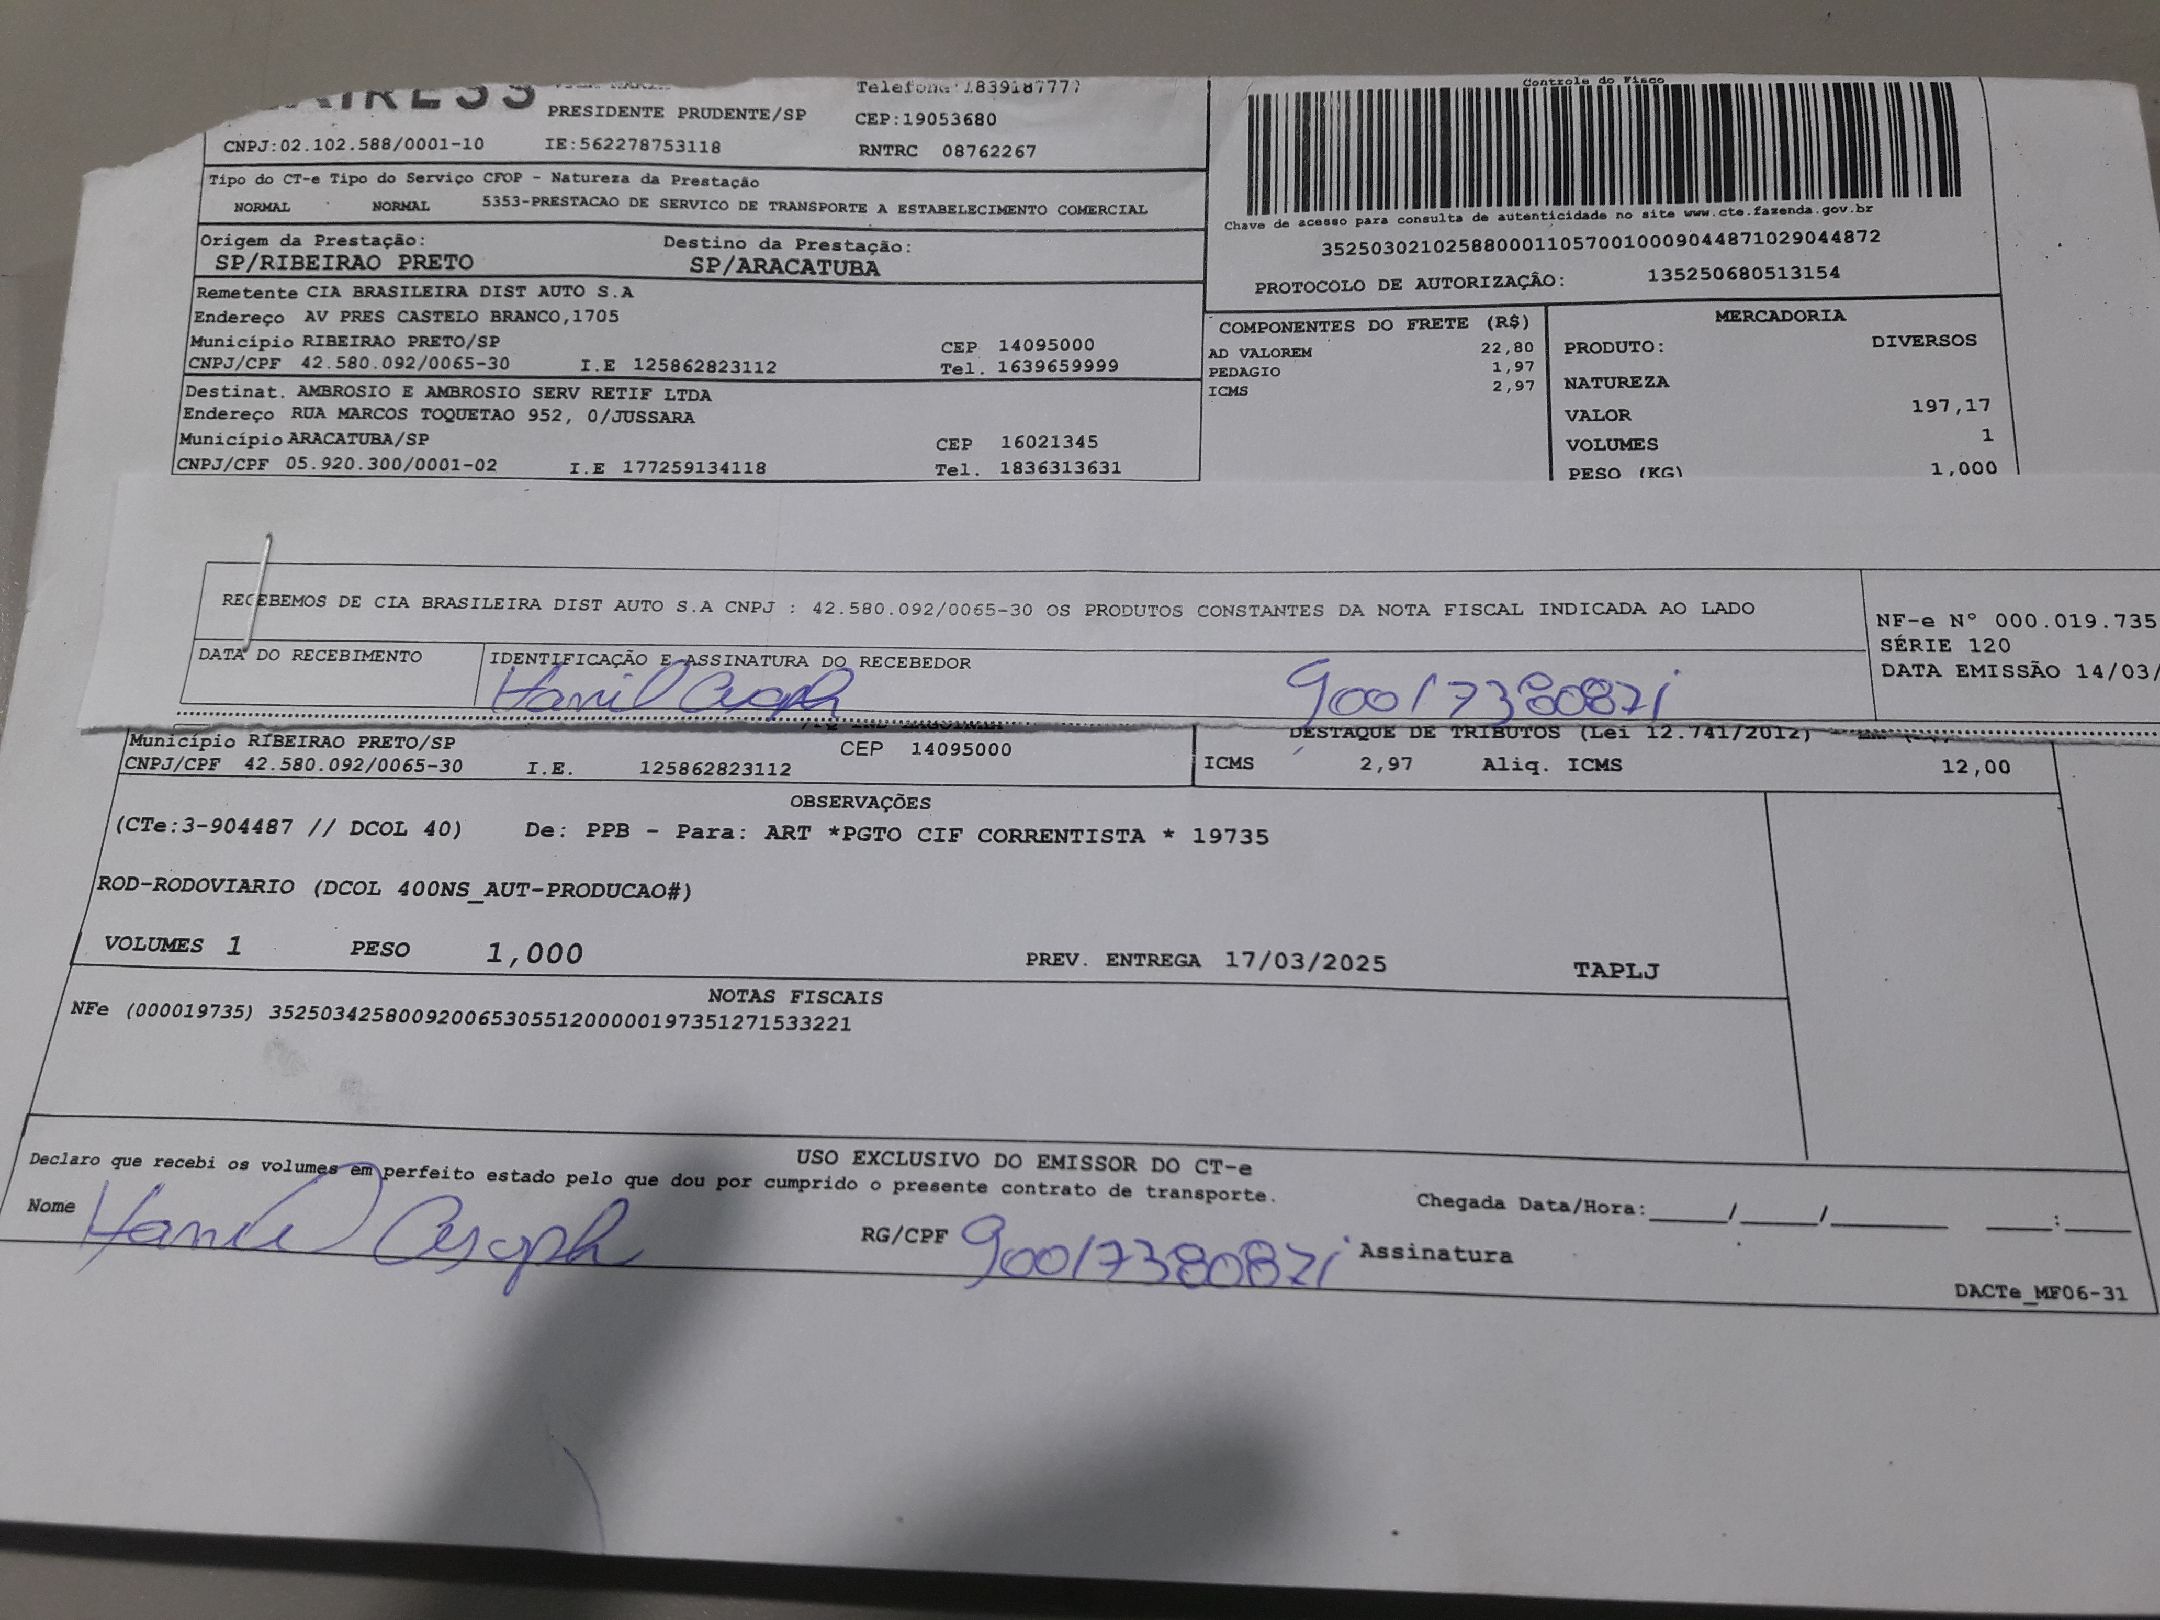 PRESIDENTE PRUDENTE/SP
Telefone:1839187777
CEP:19053680
CNPJ:02.102.588/0001-10 IE:562278753118 RNTRC 08762267
Controle do Fisco
Tipo do CT-e Tipo do Serviço CFOP - Natureza da Prestação
NORMAL NORMAL 5353-PRESTACAO DE SERVICO DE TRANSPORTE A ESTABELECIMENTO COMERCIAL
Chave de acesso para consulta de autenticidade no site www.cte.fazenda.gov.br
35250302102588000110570010009044871029044872
PROTOCOLO DE AUTORIZAÇÃO: 135250680513154
Origem da Prestação: Destino da Prestação:
SP/RIBEIRAO PRETO SP/ARACATUBA
Remetente CIA BRASILEIRA DIST AUTO S.A
Endereço AV PRES CASTELO BRANCO,1705
Município RIBEIRAO PRETO/SP CEP 14095000
CNPJ/CPF 42.580.092/0065-30 I.E 125862823112 Tel. 1639659999
Destinat. AMBROSIO E AMBROSIO SERV RETIF LTDA
Endereço RUA MARCOS TOQUETAO 952, 0/JUSSARA
Município ARACATUBA/SP CEP 16021345
CNPJ/CPF 05.920.300/0001-02 I.E 177259134118 Tel. 1836313631
COMPONENTES DO FRETE (R$)
AD VALOREM 22,80
PEDAGIO 1,97
ICMS 2,97
MERCADORIA
PRODUTO: DIVERSOS
NATUREZA
VALOR 197,17
VOLUMES 1
PESO (KG) 1,000
RECEBEMOS DE CIA BRASILEIRA DIST AUTO S.A CNPJ : 42.580.092/0065-30 OS PRODUTOS CONSTANTES DA NOTA FISCAL INDICADA AO LADO
NF-e Nº 000.019.735
SÉRIE 120
DATA EMISSÃO 14/03/
DATA DO RECEBIMENTO IDENTIFICAÇÃO E ASSINATURA DO RECEBEDOR
Município RIBEIRAO PRETO/SP CEP 14095000
CNPJ/CPF 42.580.092/0065-30 I.E. 125862823112
DESTAQUE DE TRIBUTOS (Lei 12.741/2012)
ICMS 2,97 Aliq. ICMS 12,00
OBSERVAÇÕES
(CTe:3-904487 // DCOL 40) De: PPB - Para: ART *PGTO CIF CORRENTISTA * 19735
ROD-RODOVIARIO (DCOL 400NS_AUT-PRODUCAO#)
VOLUMES 1 PESO 1,000 PREV. ENTREGA 17/03/2025 TAPLJ
NOTAS FISCAIS
NFe (000019735) 35250342580092006530551200000197351271533221
USO EXCLUSIVO DO EMISSOR DO CT-e
Declaro que recebi os volumes em perfeito estado pelo que dou por cumprido o presente contrato de transporte.
Chegada Data/Hora:____/____/______ ___:___
Nome RG/CPF Assinatura
DACTe_MF06-31